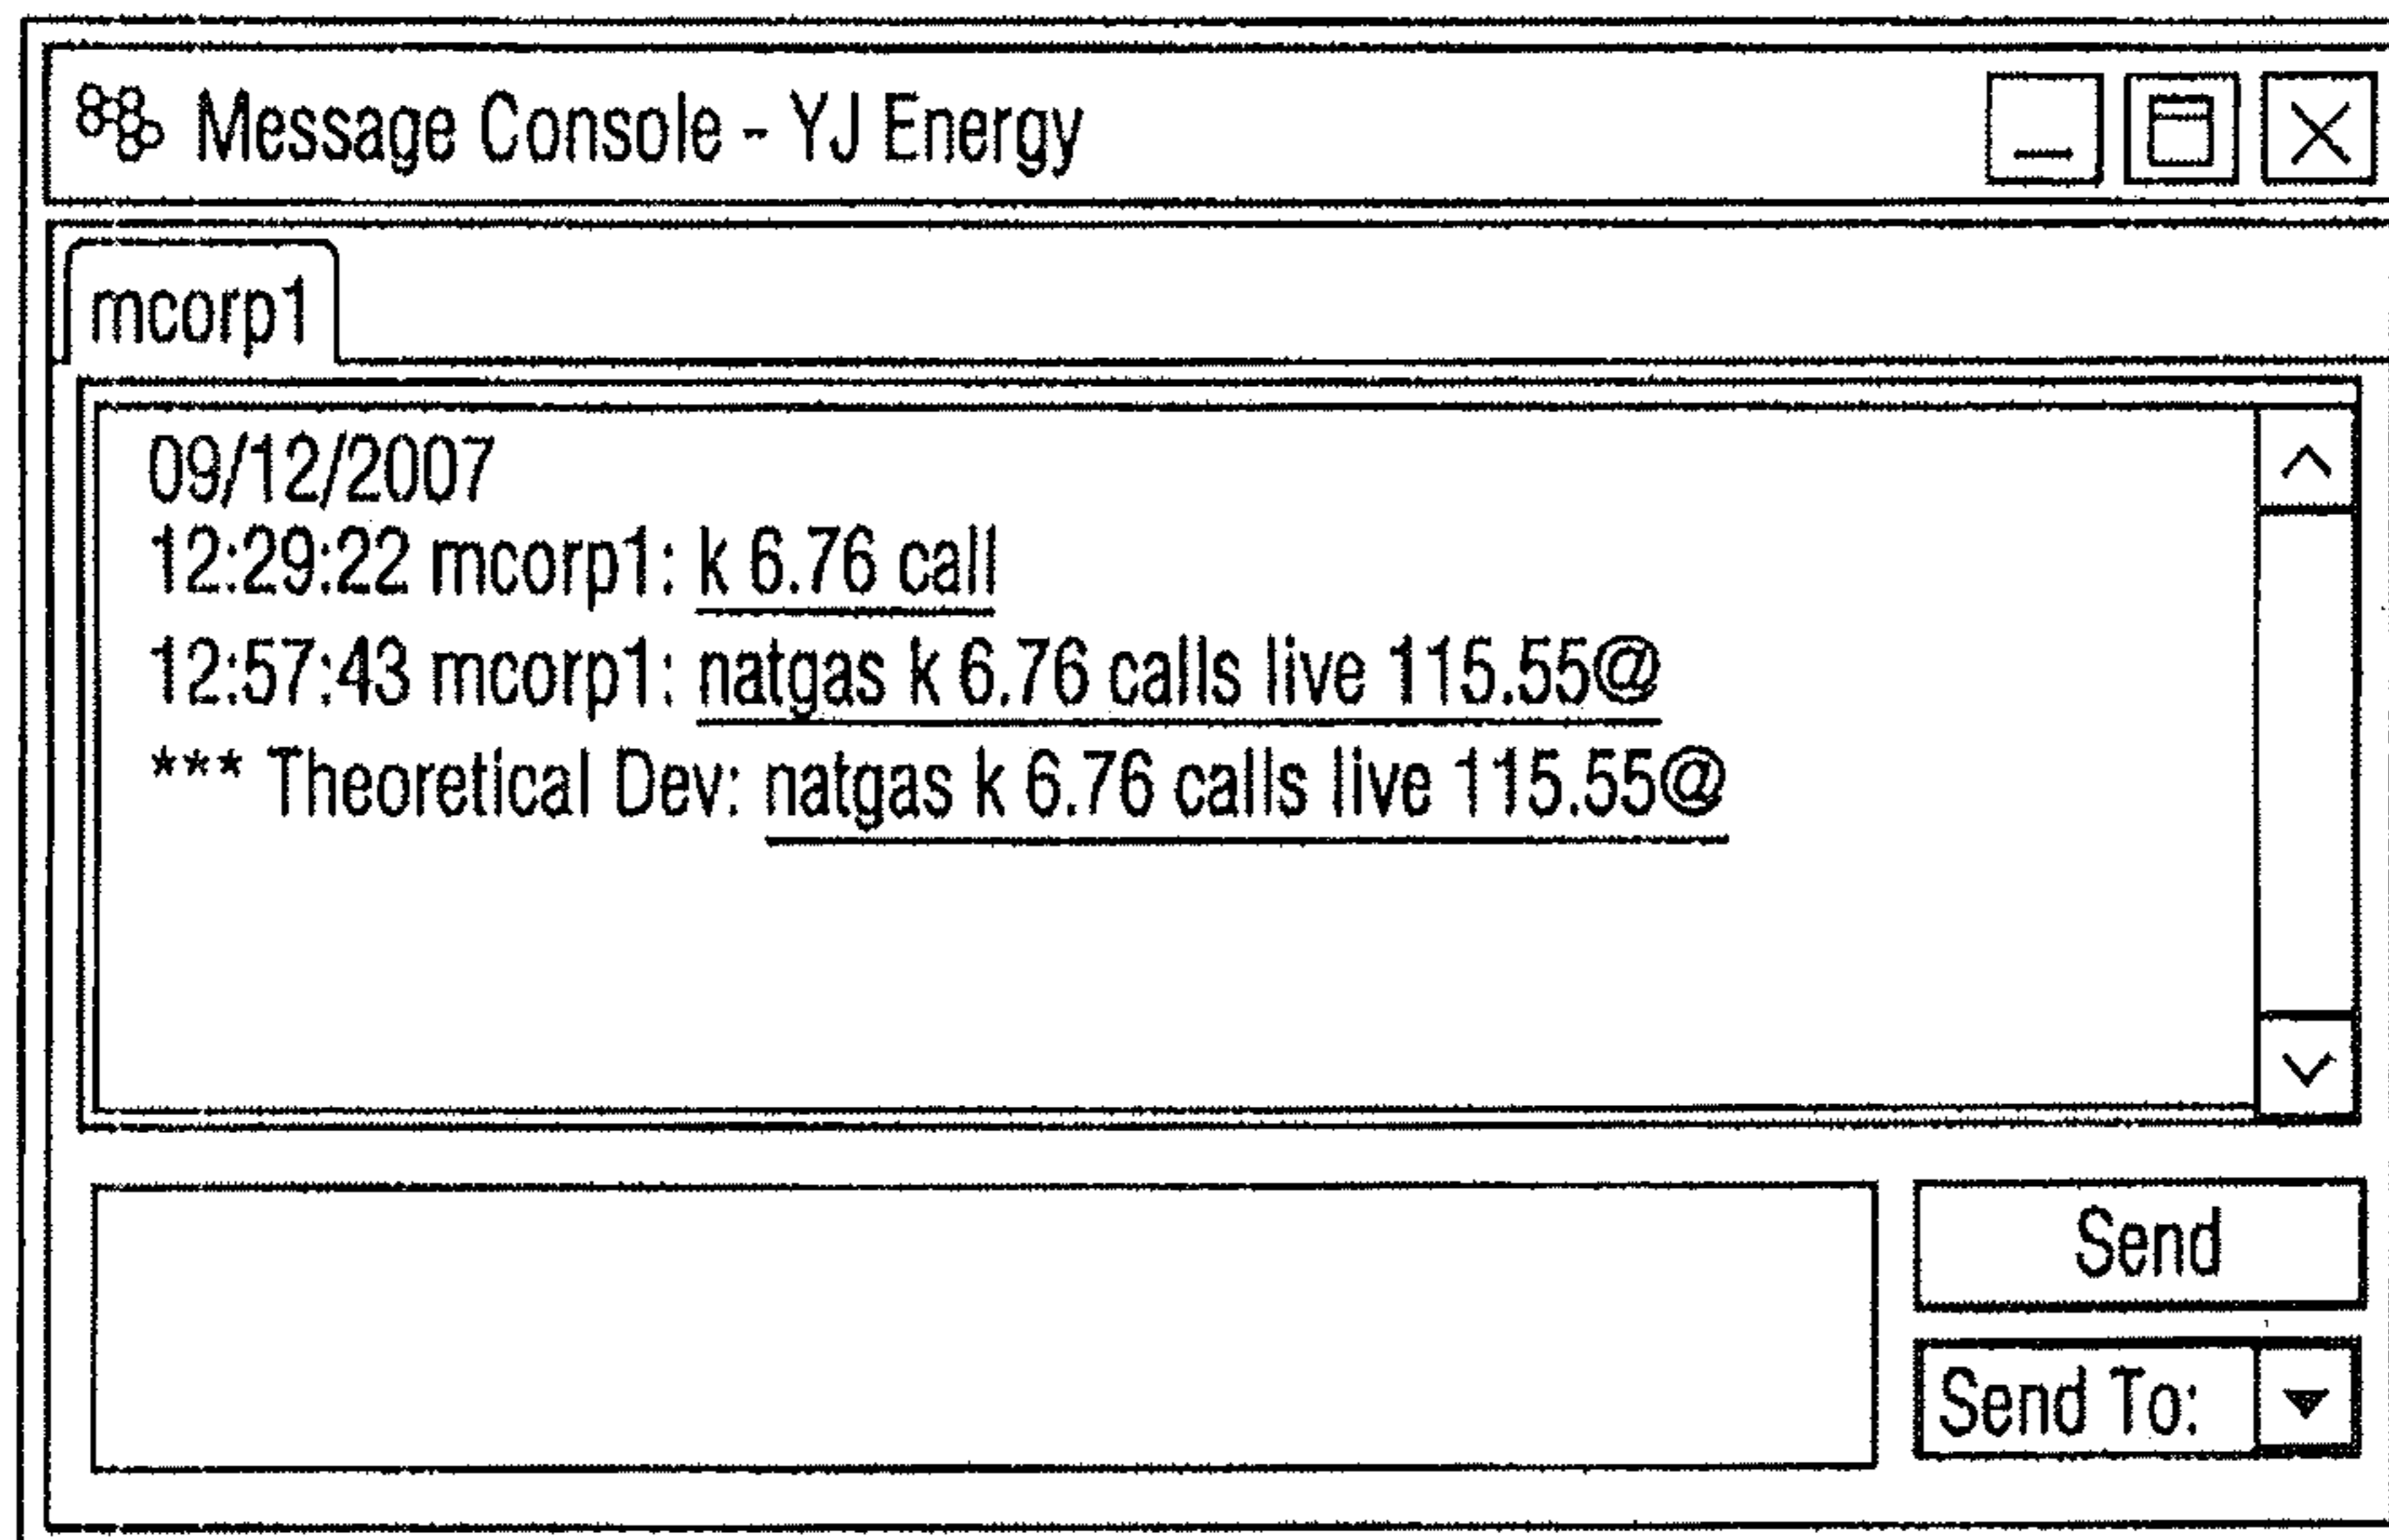 Message Console - YJ Energy
mcorp1
09/12/2007
12:29:22 mcorp1: k 6.76 call
12:57:43 mcorp1: natgas k 6.76 calls live 115.55@
*** Theoretical Dev: natgas k 6.76 calls live 115.55@
Send
Send To: